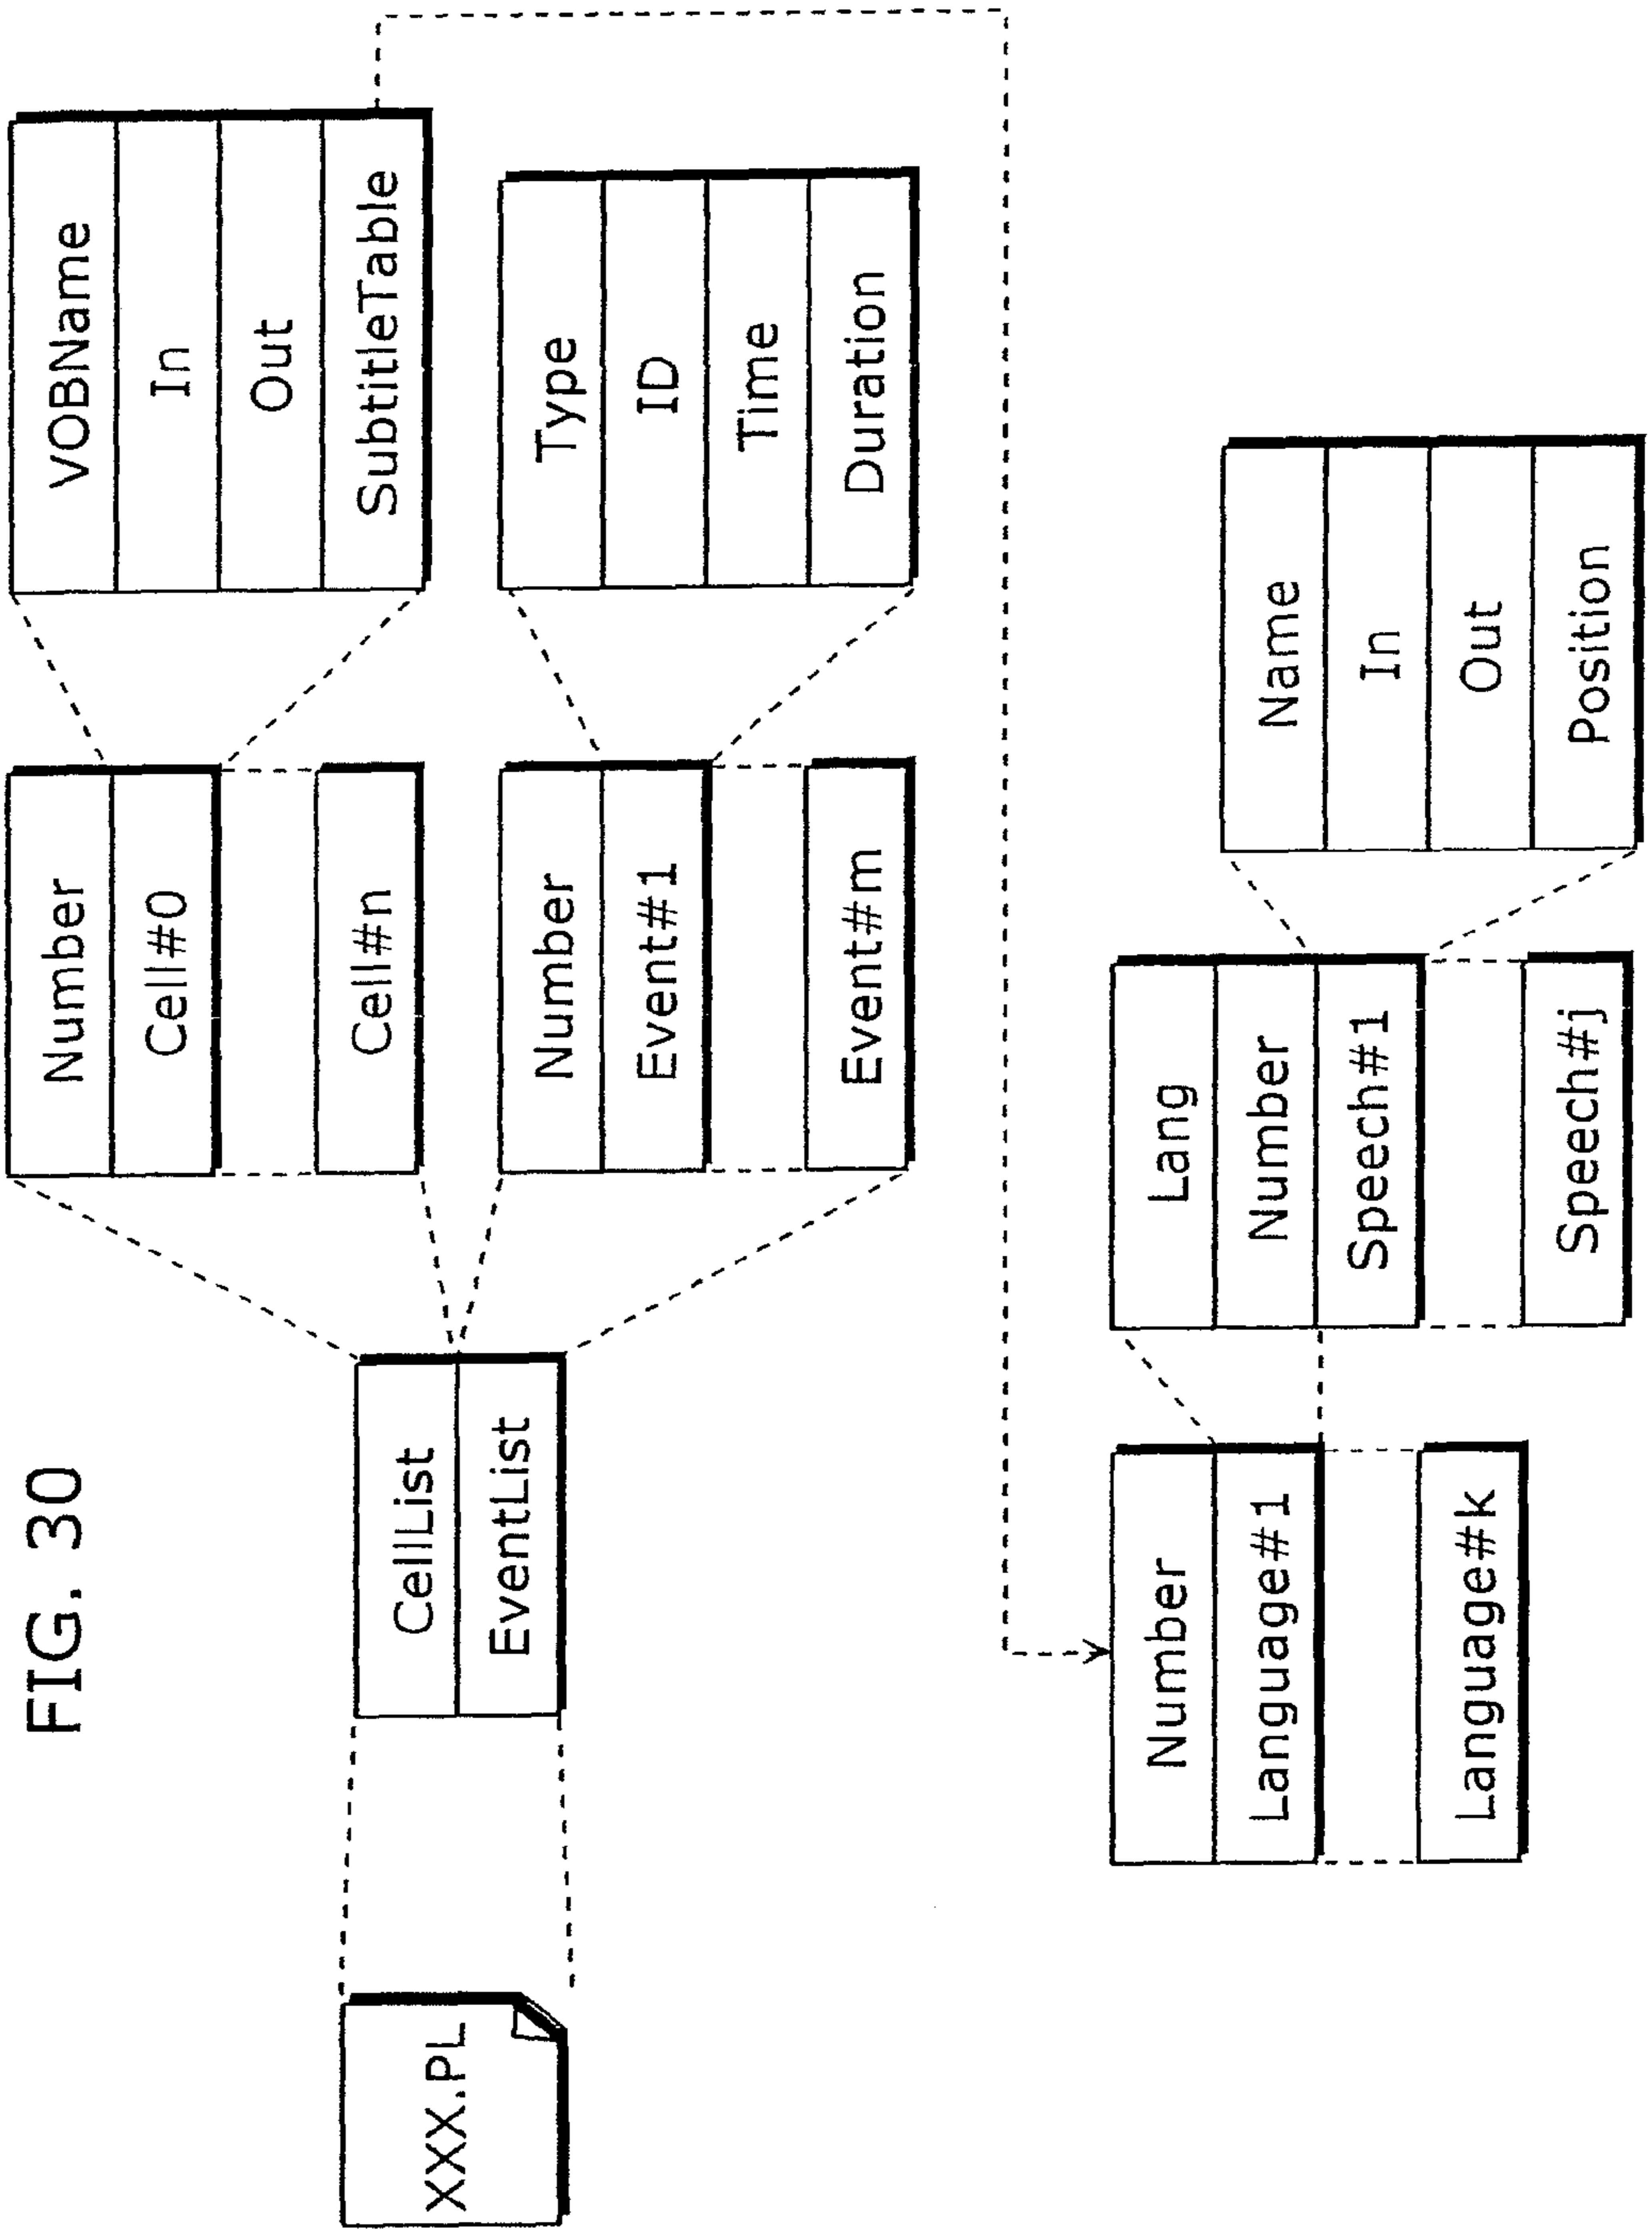 FIG. 30
XXX.PL
CellList
EventList
Number
Cell#0
Cell#n
Number
Event#1
Event#m
VOBName
In
Out
SubtitleTable
Type
ID
Time
Duration
Number
Language#1
Language#k
Lang
Number
Speech#1
Speech#j
Name
In
Out
Position